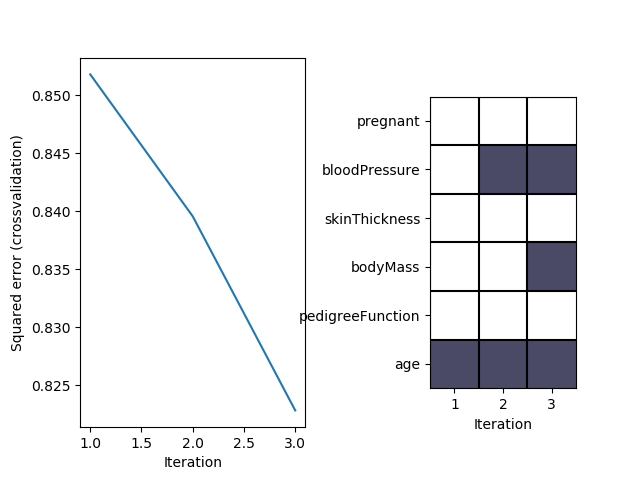 0.850
0.845
0.840
0.835
0.830
0.825
Squared error (crossvalidation)
1.0 1.5 2.0 2.5 3.0
Iteration
pregnant
bloodPressure
skinThickness
bodyMass
pedigreeFunction
age
1 2 3
Iteration